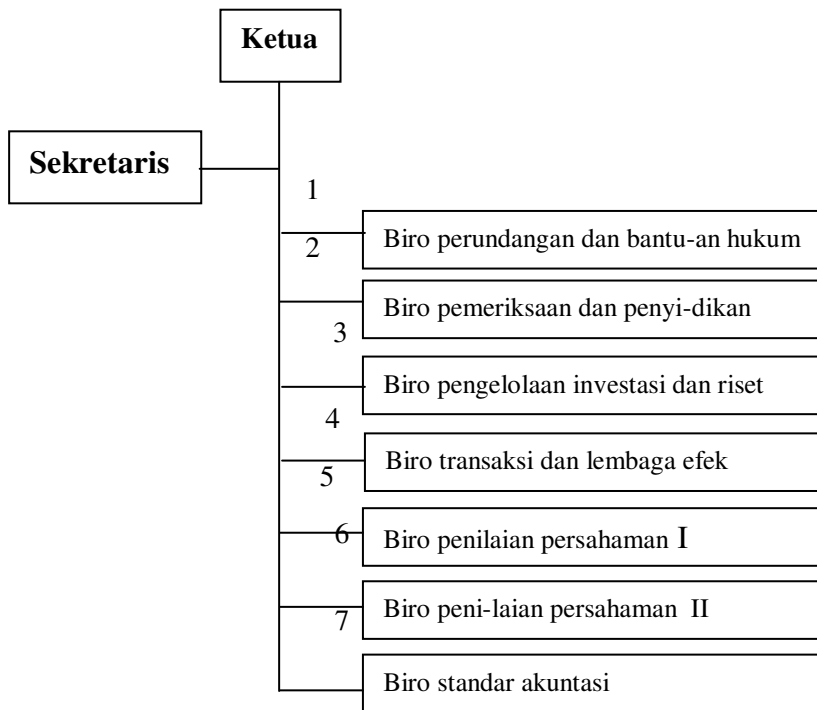 Ketua
Sekretaris
1
Biro perundangan dan bantu-an hukum
2
Biro pemeriksaan dan penyi-dikan
3
Biro pengelolaan investasi dan riset
4
Biro transaksi dan lembaga efek
5
Biro penilaian persahaman I
6
Biro peni-laian persahaman II
7
Biro standar akuntasi